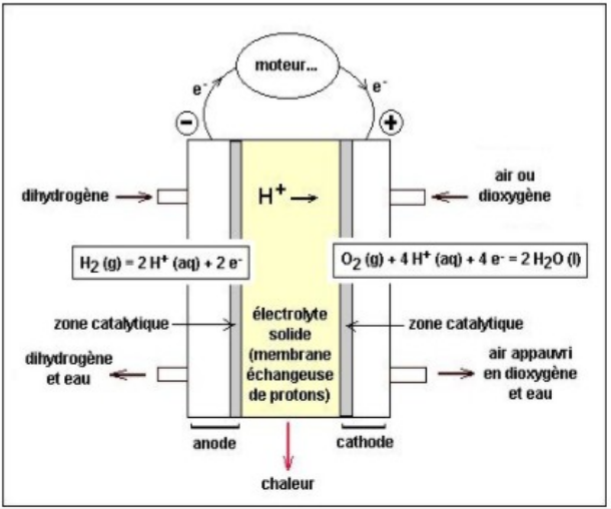 moteur...
e-
e-
−
+
dihydrogène
H+
air ou
dioxygène
H2 (g) = 2 H+ (aq) + 2 e-
O2 (g) + 4 H+ (aq) + 4 e- = 2 H2O (l)
zone catalytique
électrolyte
solide
(membrane
échangeuse
de protons)
zone catalytique
dihydrogène
et eau
air appauvri
en dioxygène
et eau
anode
cathode
chaleur